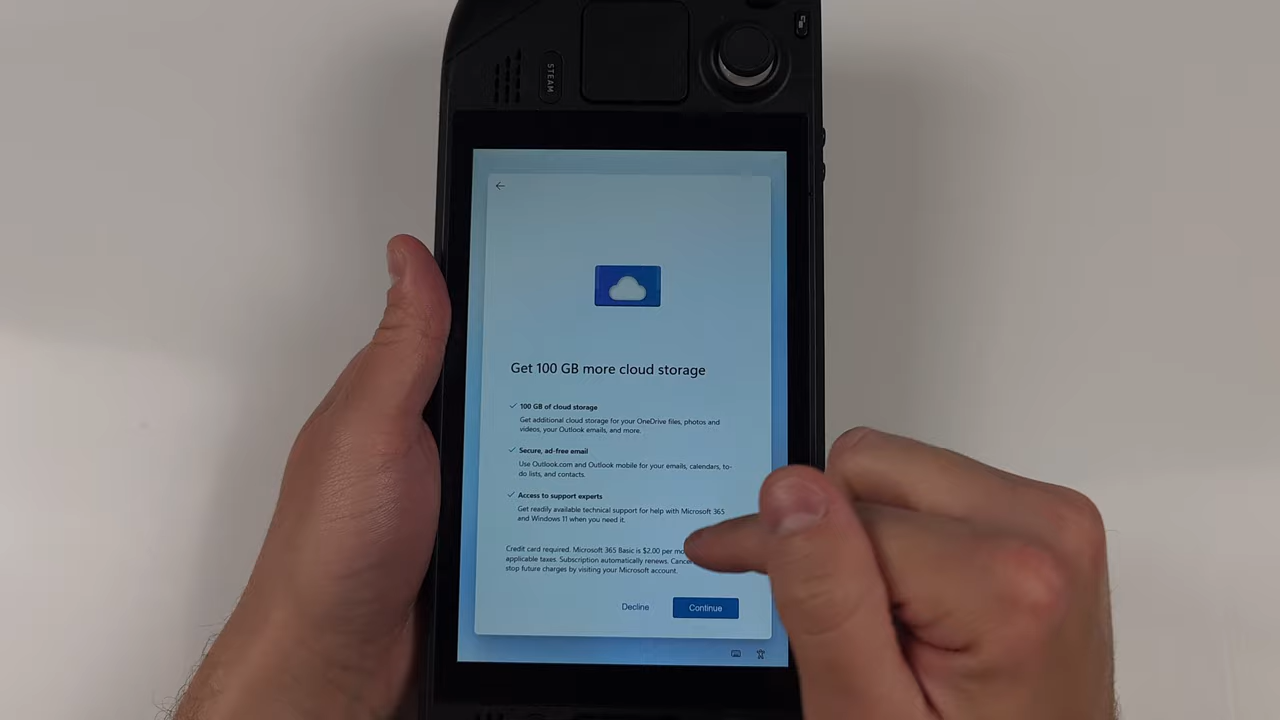 STEAM
Get 100 GB more cloud storage
100 GB of cloud storage
Get additional cloud storage for your OneDrive files, photos and
videos, your Outlook emails, and more.
Secure, ad-free email
Use Outlook.com and Outlook mobile for your emails, calendars, to-
do lists, and contacts.
Access to support experts
Get readily available technical support for help with Microsoft 365
and Windows 11 when you need it.
Credit card required. Microsoft 365 Basic is $2.00 per
applicable taxes. Subscription automatically renews. Cancel
stop future charges by visiting your Microsoft account.
Decline
Continue